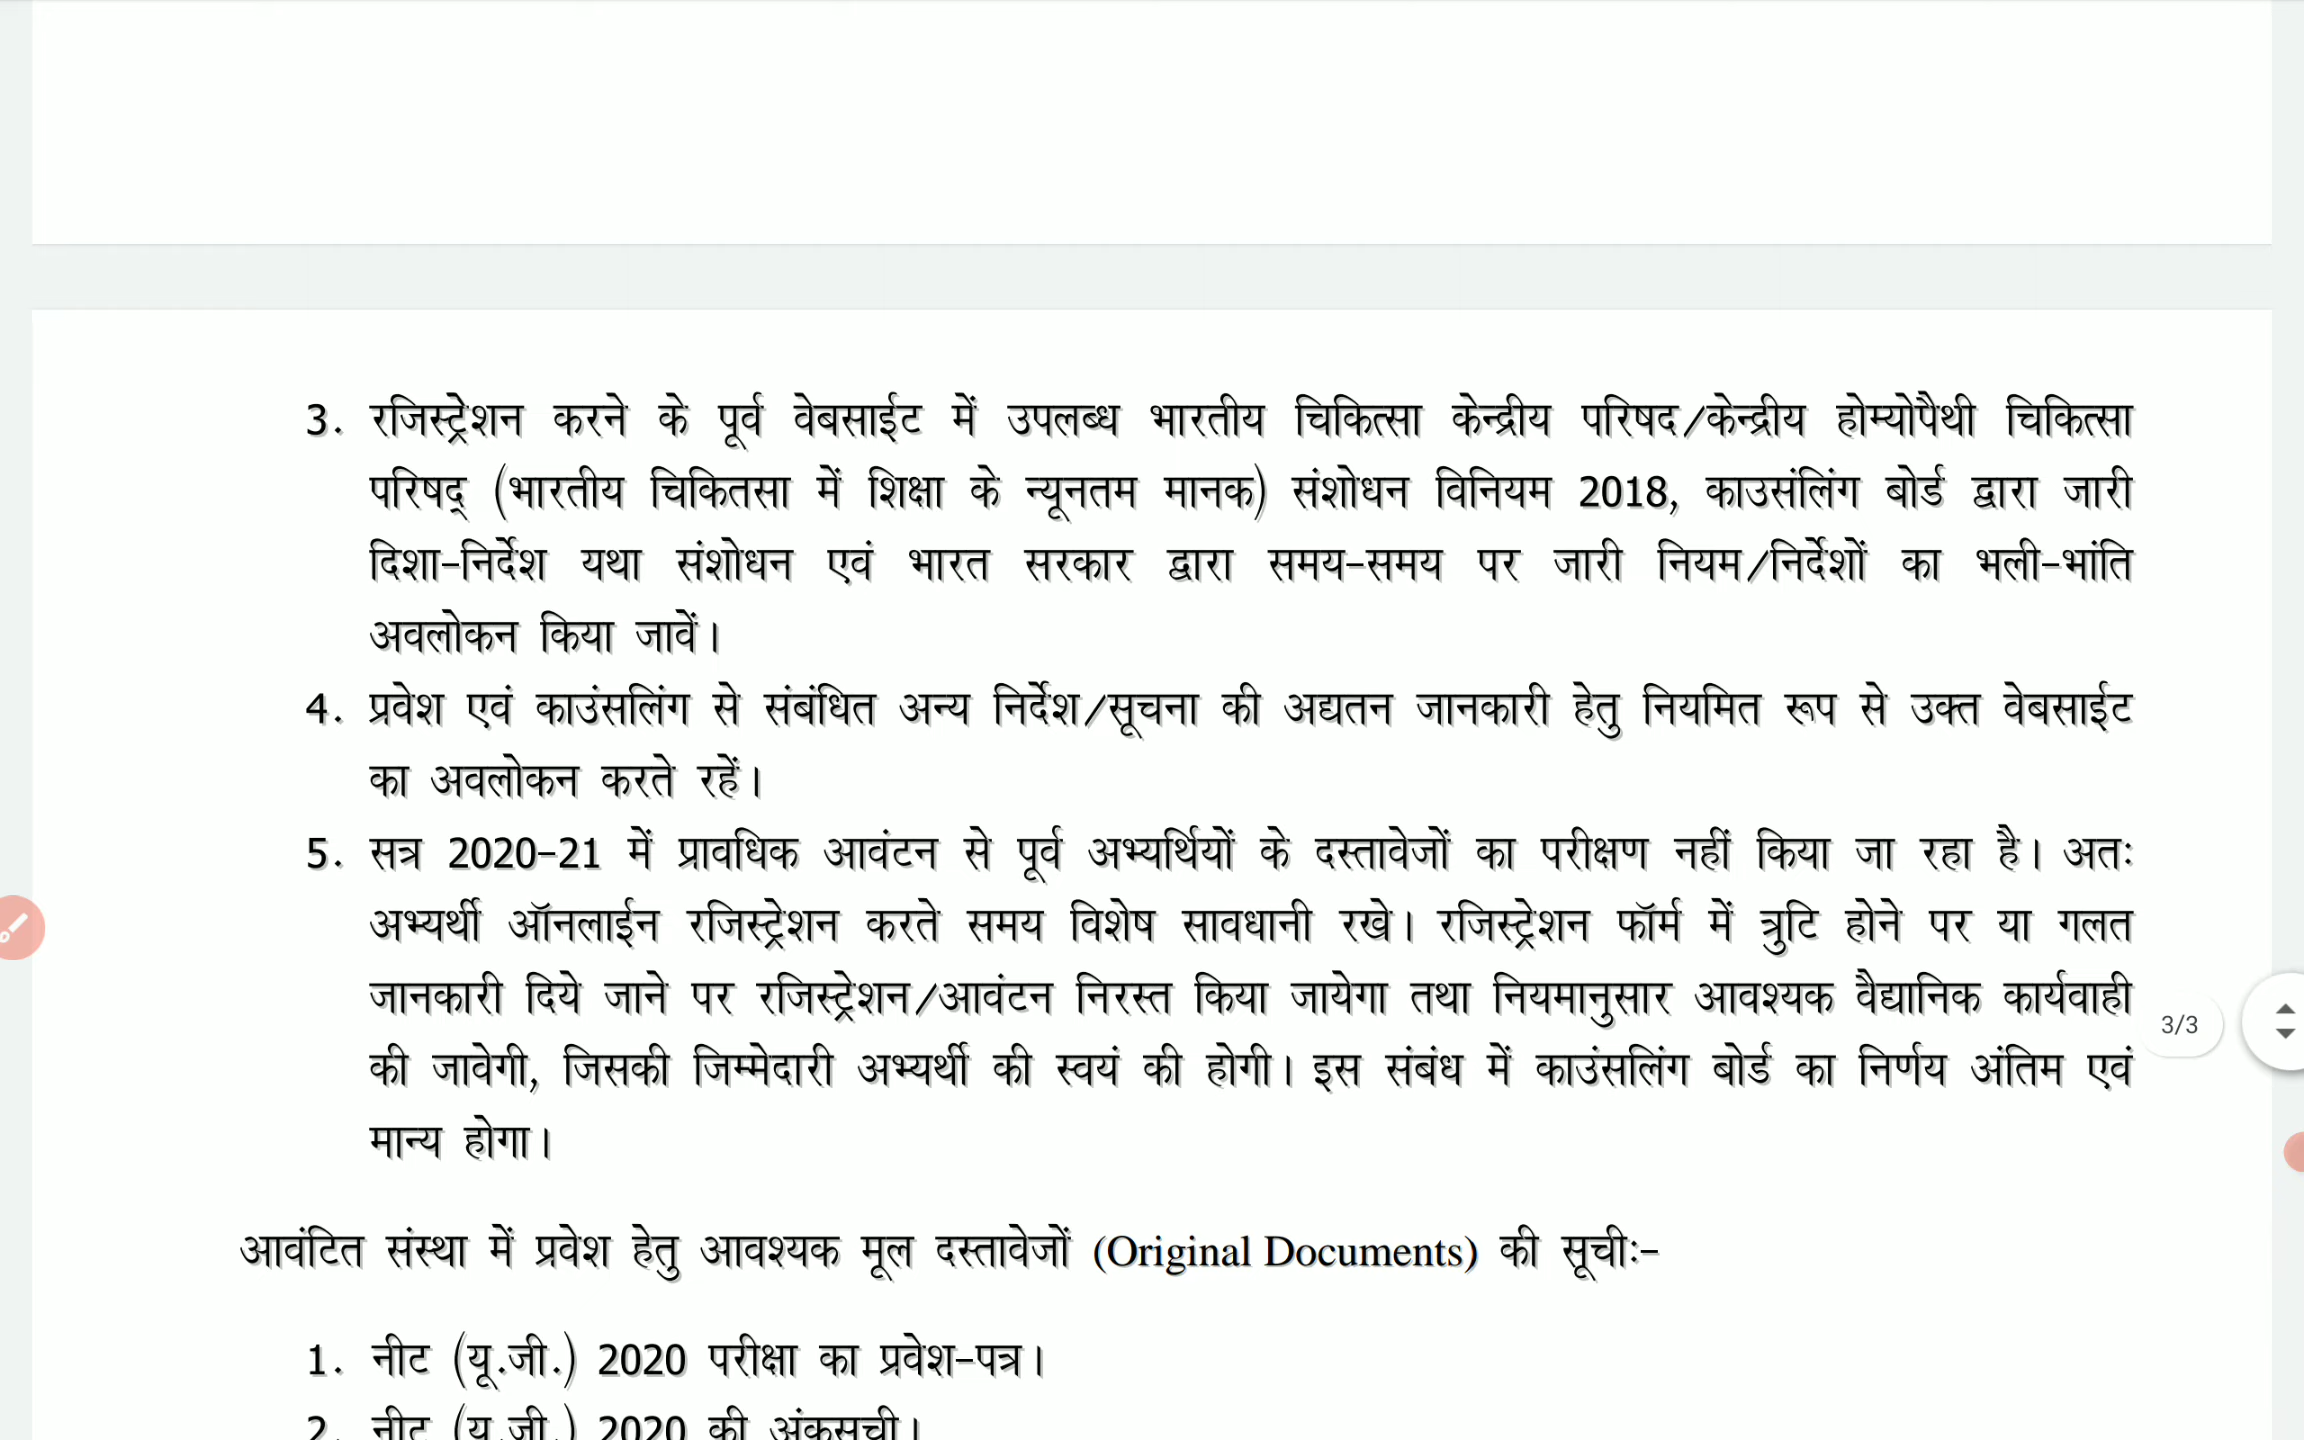 3. रजिस्ट्रेशन करने के पूर्व वेबसाईट में उपलब्ध भारतीय चिकित्सा केन्द्रीय परिषद/केन्द्रीय होम्योपैथी चिकित्सा
परिषद् (भारतीय चिकितसा में शिक्षा के न्यूनतम मानक) संशोधन विनियम 2018, काउसंलिंग बोर्ड द्वारा जारी
दिशा-निर्देश यथा संशोधन एवं भारत सरकार द्वारा समय-समय पर जारी नियम/निर्देशों का भली-भांति
अवलोकन किया जावें।
4. प्रवेश एवं काउंसलिंग से संबंधित अन्य निर्देश/सूचना की अद्यतन जानकारी हेतु नियमित रूप से उक्त वेबसाईट
का अवलोकन करते रहें।
5. सत्र 2020-21 में प्रावधिक आवंटन से पूर्व अभ्यर्थियों के दस्तावेजों का परीक्षण नहीं किया जा रहा है। अतः
अभ्यर्थी ऑनलाईन रजिस्ट्रेशन करते समय विशेष सावधानी रखे। रजिस्ट्रेशन फॉर्म में त्रुटि होने पर या गलत
जानकारी दिये जाने पर रजिस्ट्रेशन/आवंटन निरस्त किया जायेगा तथा नियमानुसार आवश्यक वैद्यानिक कार्यवाही
3/3
की जावेगी, जिसकी जिम्मेदारी अभ्यर्थी की स्वयं की होगी। इस संबंध में काउंसलिंग बोर्ड का निर्णय अंतिम एवं
मान्य होगा।
आवंटित संस्था में प्रवेश हेतु आवश्यक मूल दस्तावेजों (Original Documents) की सूचीः-
1. नीट (यू.जी.) 2020 परीक्षा का प्रवेश-पत्र।
2. नीट (यू.जी.) 2020 की अंकसूची।